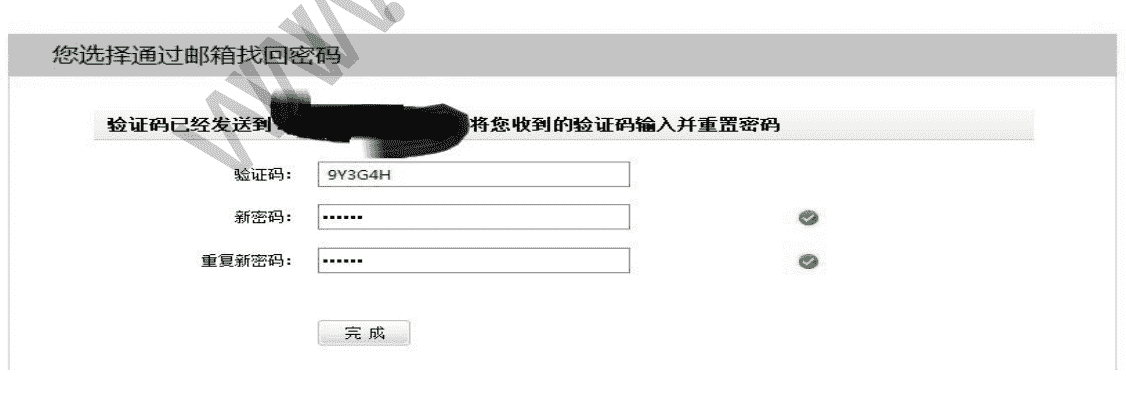 您选择通过邮箱找回密码
验证码已经发送到 将您收到的验证码输入并重置密码
验证码: 9Y3G4H
新密码: ••••••
重复新密码: ••••••
完成
www.